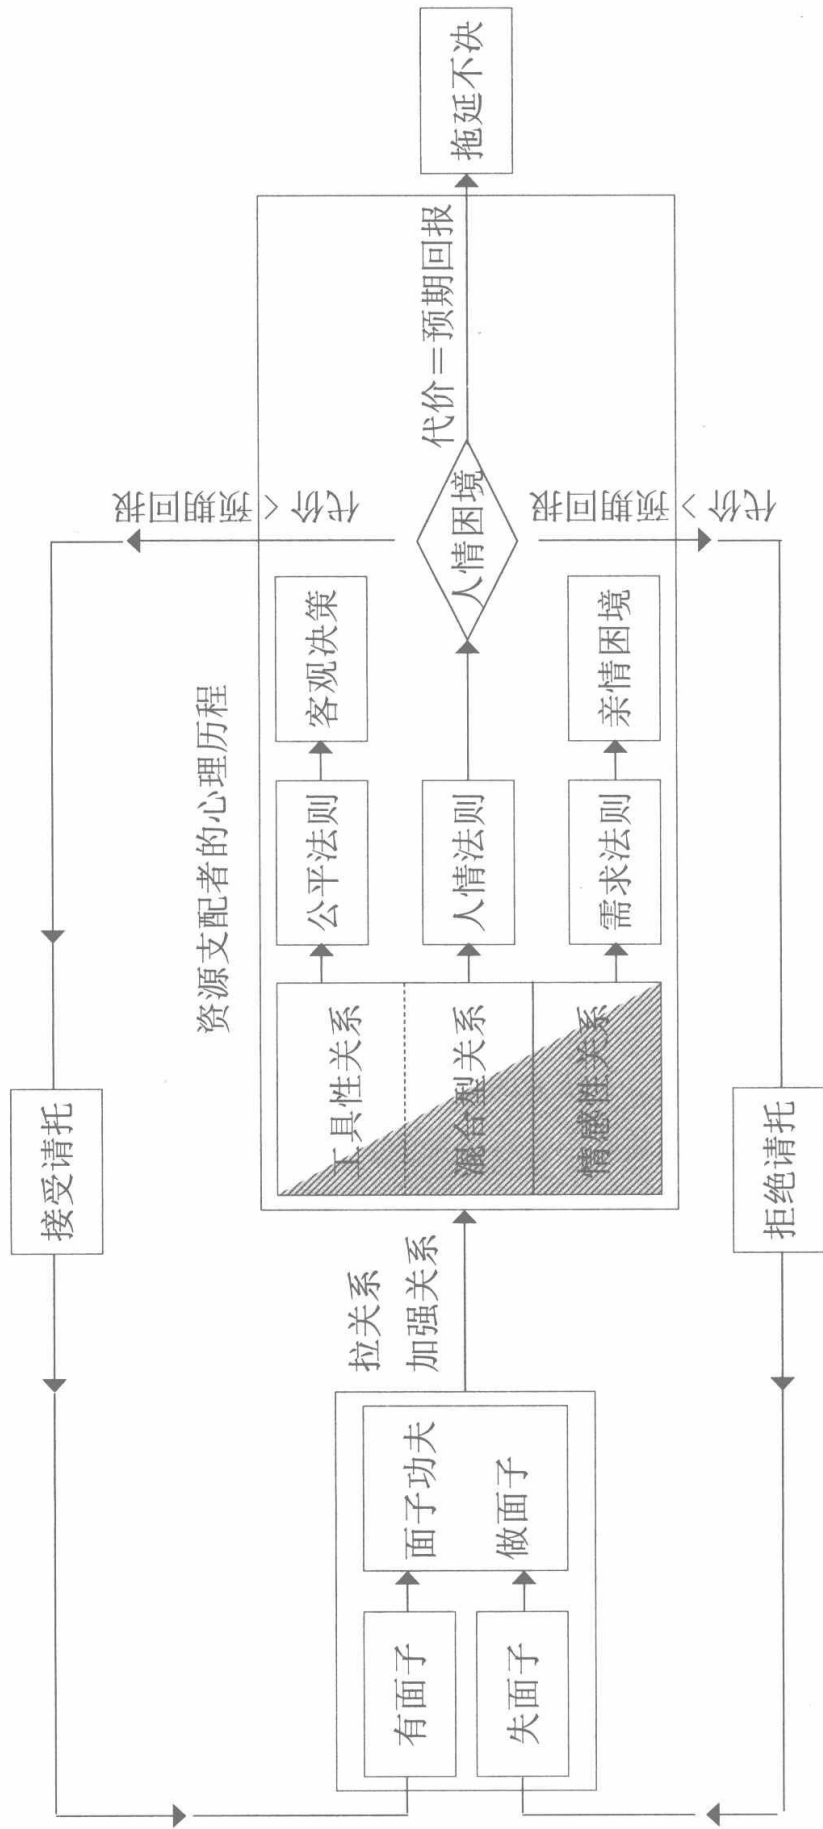 接受请托
资源支配者的心理历程
代价＜预期回报
拉关系
加强关系
有面子
失面子
面子功夫
做面子
工具性关系
混合型关系
情感性关系
公平法则
人情法则
需求法则
客观决策
人情困境
亲情困境
代价＝预期回报
拖延不决
代价＞预期回报
拒绝请托